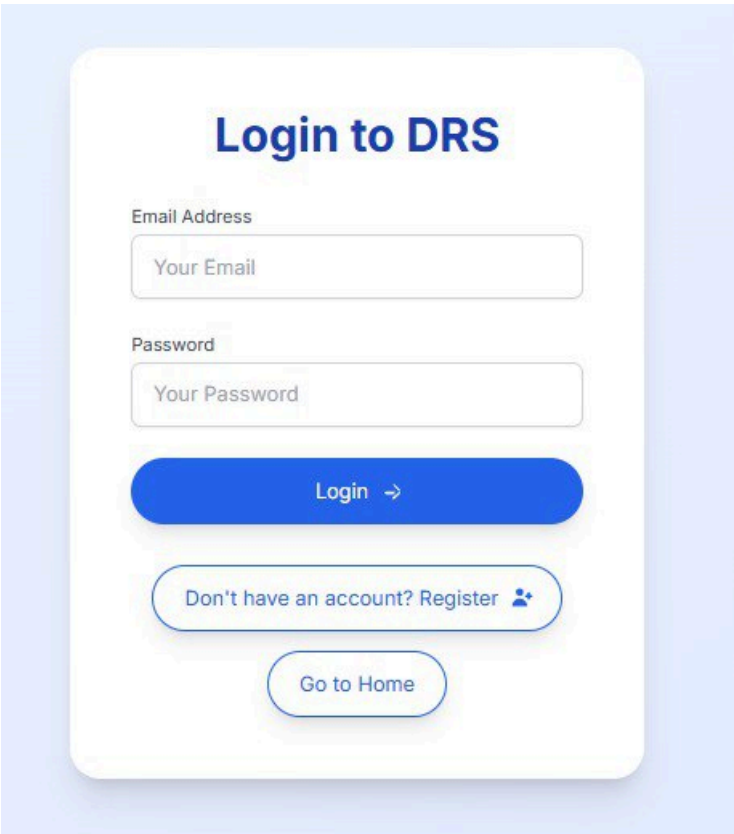 Login to DRS
Email Address
Your Email
Password
Your Password
Login
Don't have an account? Register
Go to Home